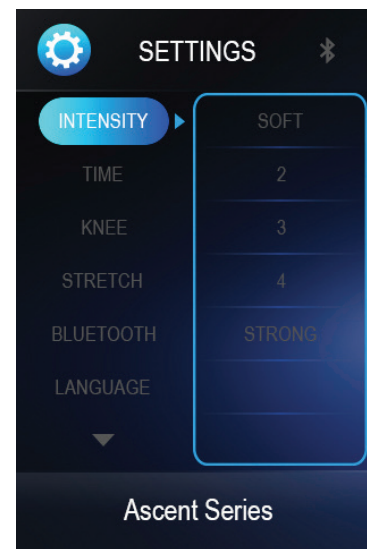 SETTINGS
INTENSITY SOFT
TIME 2
KNEE 3
STRETCH 4
BLUETOOTH STRONG
LANGUAGE
Ascent Series